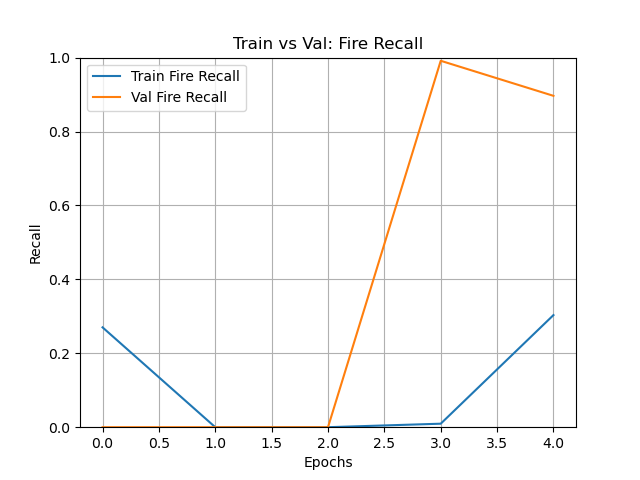 Train vs Val: Fire Recall
Train Fire Recall
Val Fire Recall
1.0
0.8
0.6
0.4
0.2
0.0
Recall
0.0 0.5 1.0 1.5 2.0 2.5 3.0 3.5 4.0
Epochs